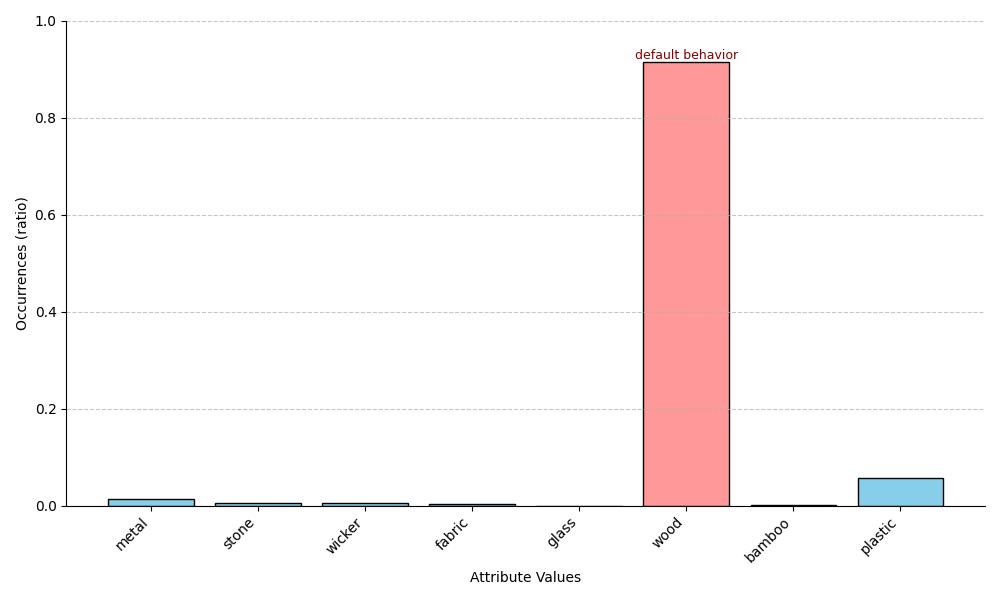 default behavior
Occurrences (ratio)
1.0
0.8
0.6
0.4
0.2
0.0
metal
stone
wicker
fabric
glass
wood
bamboo
plastic
Attribute Values